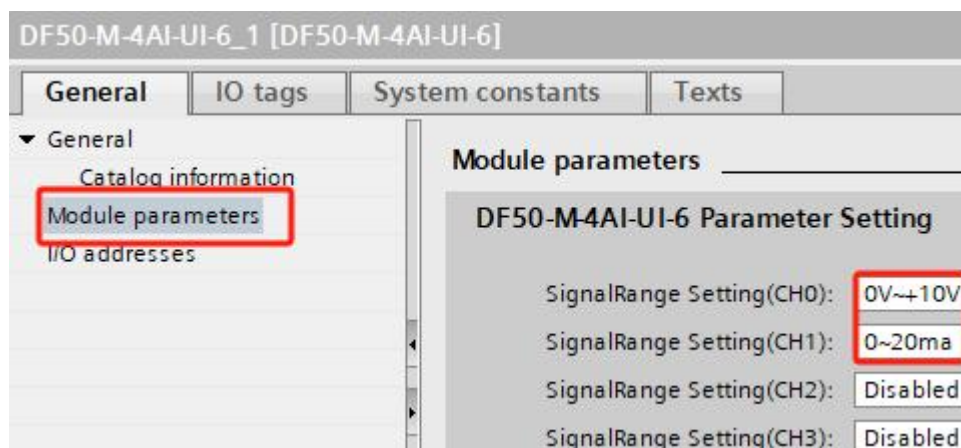 DF50-M-4AI-UI-6_1 [DF50-M-4AI-UI-6]
General IO tags System constants Texts
General
Catalog information
Module parameters
I/O addresses
Module parameters
DF50-M-4AI-UI-6 Parameter Setting
SignalRange Setting(CH0): 0V~+10V
SignalRange Setting(CH1): 0~20ma
SignalRange Setting(CH2): Disabled
SignalRange Setting(CH3): Disabled